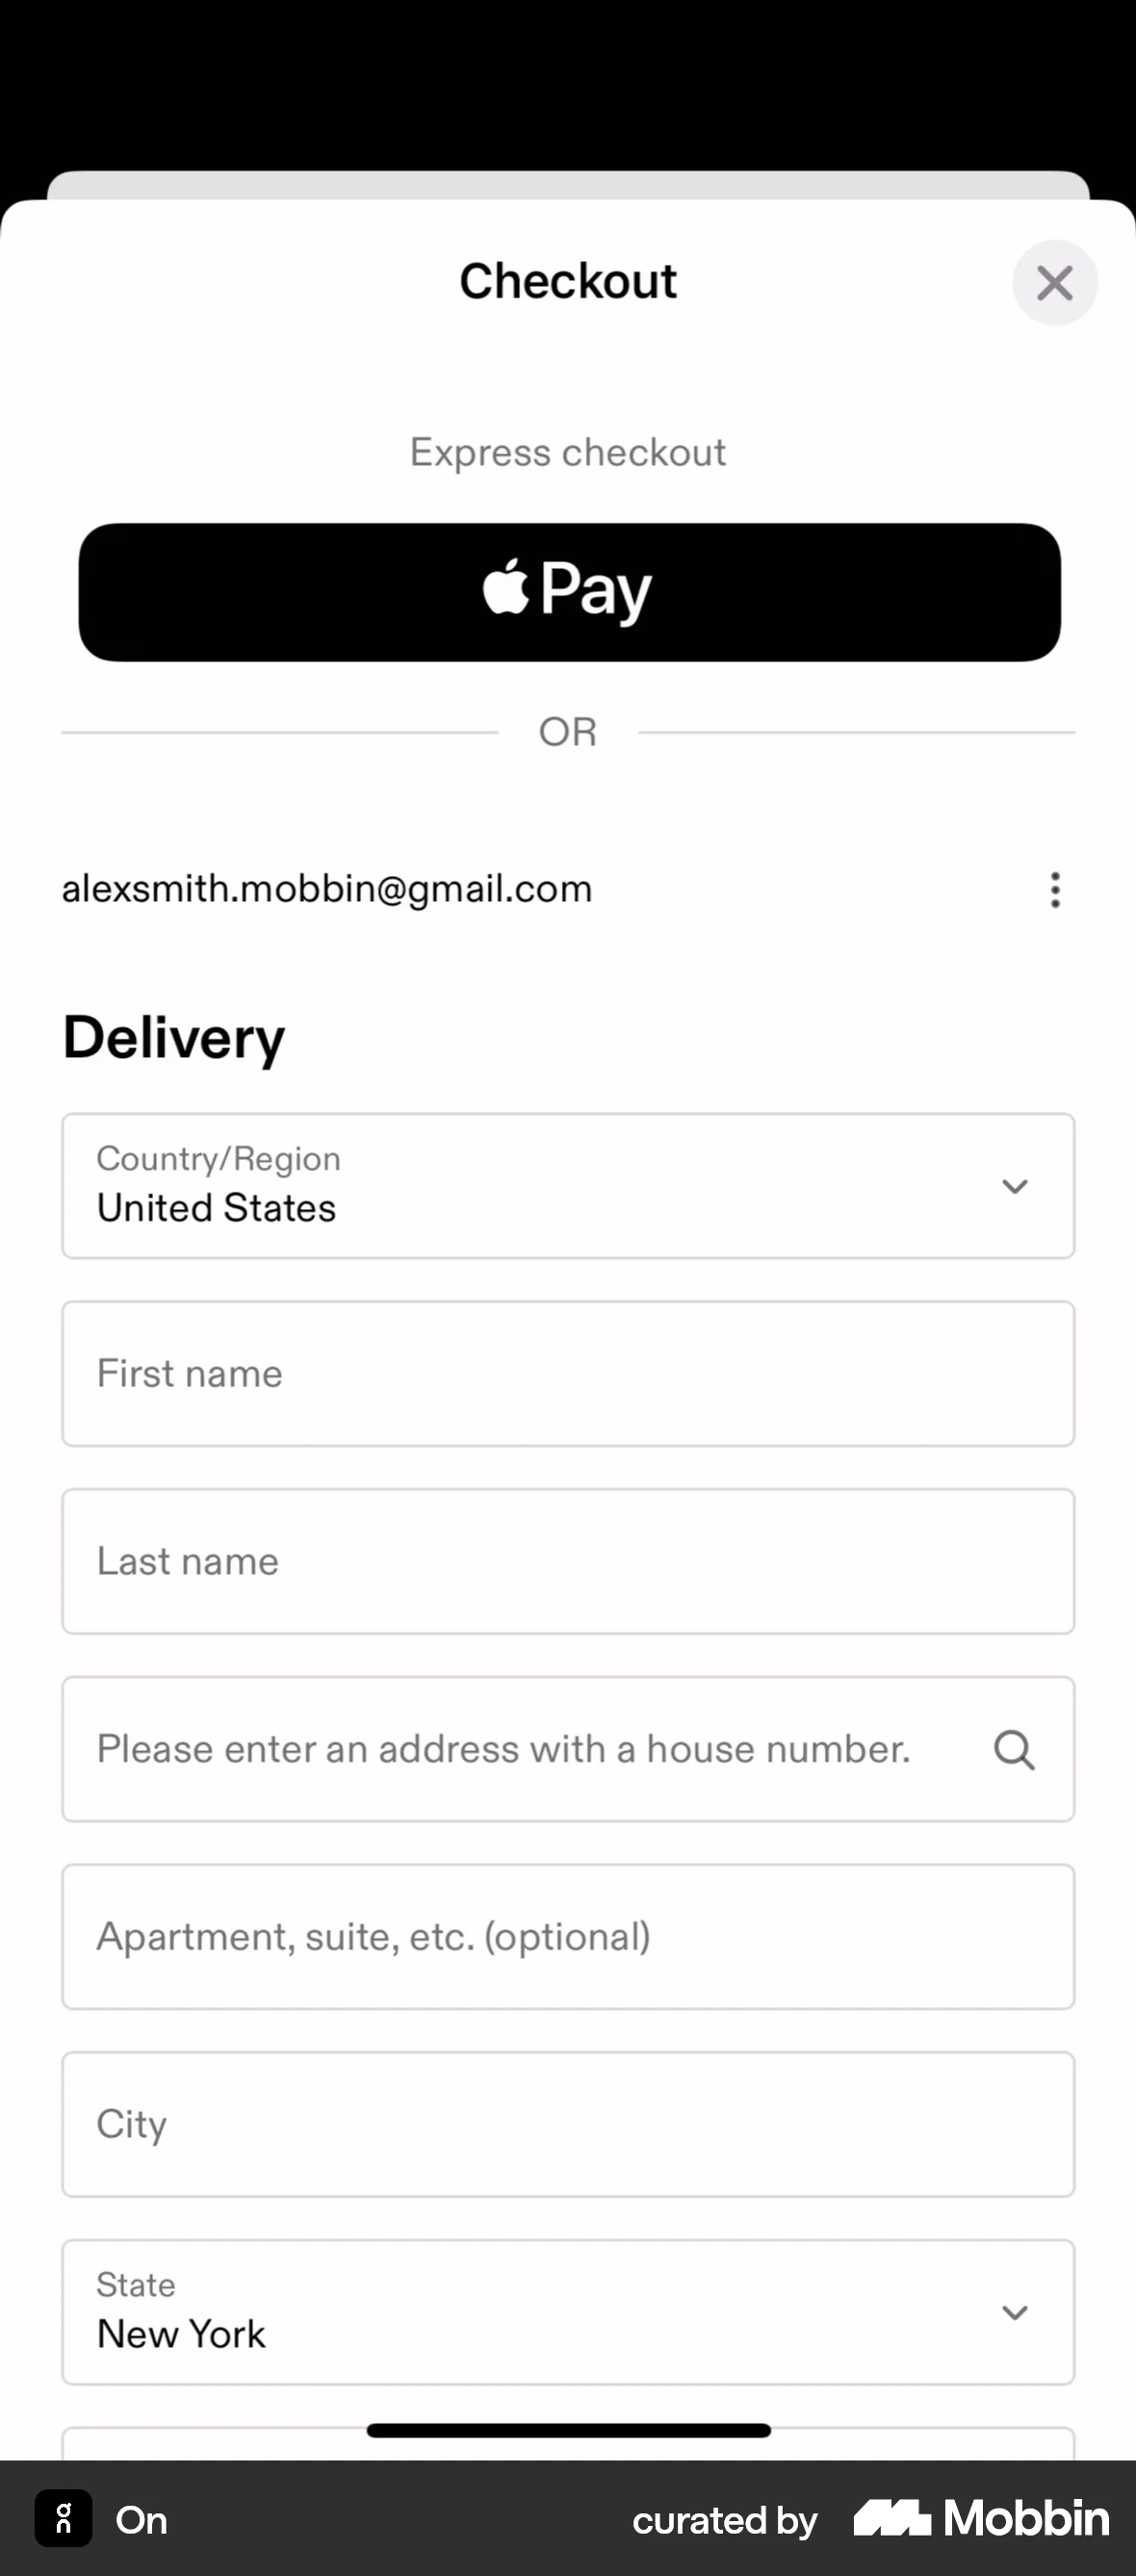 Checkout
Express checkout
Pay
OR
alexsmith.mobbin@gmail.com
Delivery
Country/Region
United States
First name
Last name
Please enter an address with a house number.
Apartment, suite, etc. (optional)
City
State
New York
On
curated by Mobbin